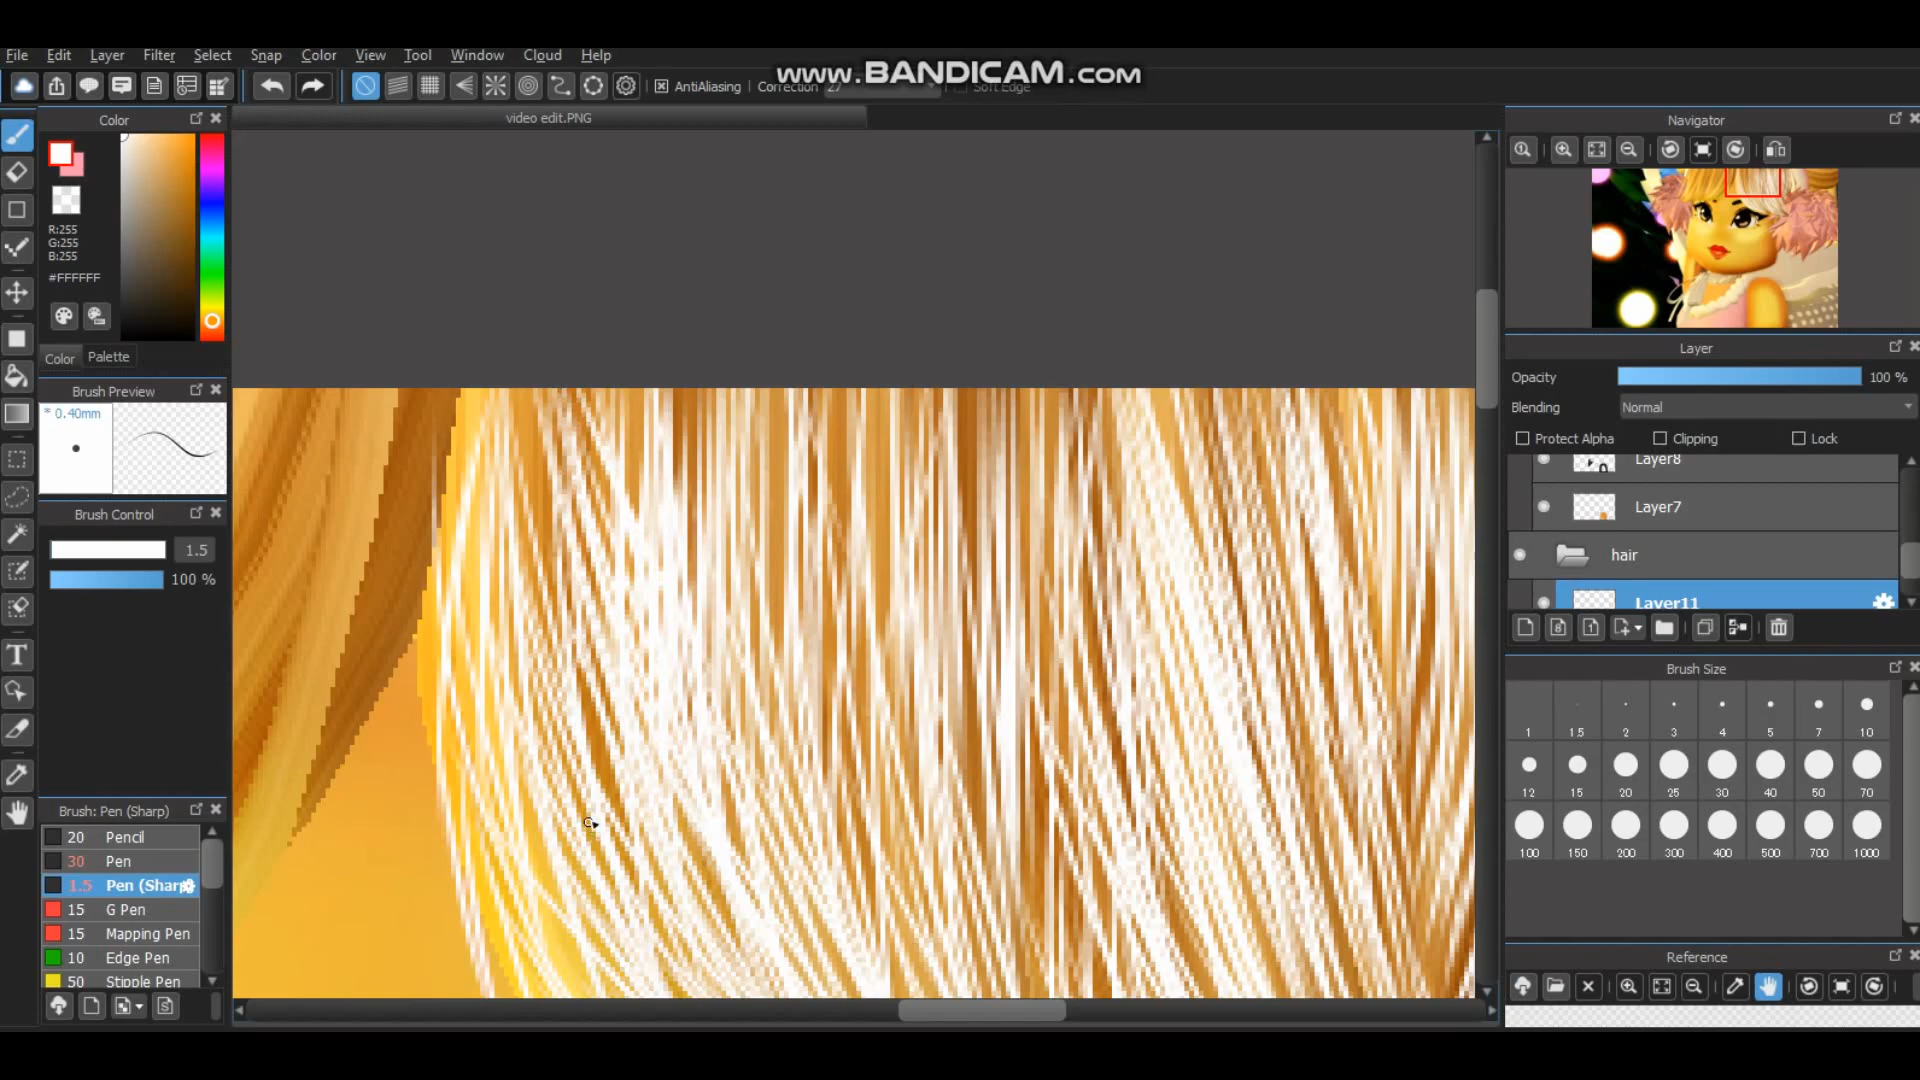 File Edit Layer Filter Select Snap Color View Tool Window Cloud Help
www.BANDICAM.com
AntiAliasing Correction 27 Soft Edge
Color
video edit.PNG
Navigator
R:255
G:255
B:255
#FFFFFF
Color Palette
Layer
Opacity 100 %
Blending Normal
Protect Alpha Clipping Lock
Brush Preview
* 0.40mm
Layer8
Layer7
hair
Layer11
Brush Control
1.5
100 %
Brush Size
1 1.5 2 3 4 5 7 10
12 15 20 25 30 40 50 70
100 150 200 300 400 500 700 1000
Brush: Pen (Sharp)
20 Pencil
30 Pen
1.5 Pen (Sharp
15 G Pen
15 Mapping Pen
10 Edge Pen
50 Stipple Pen
Reference